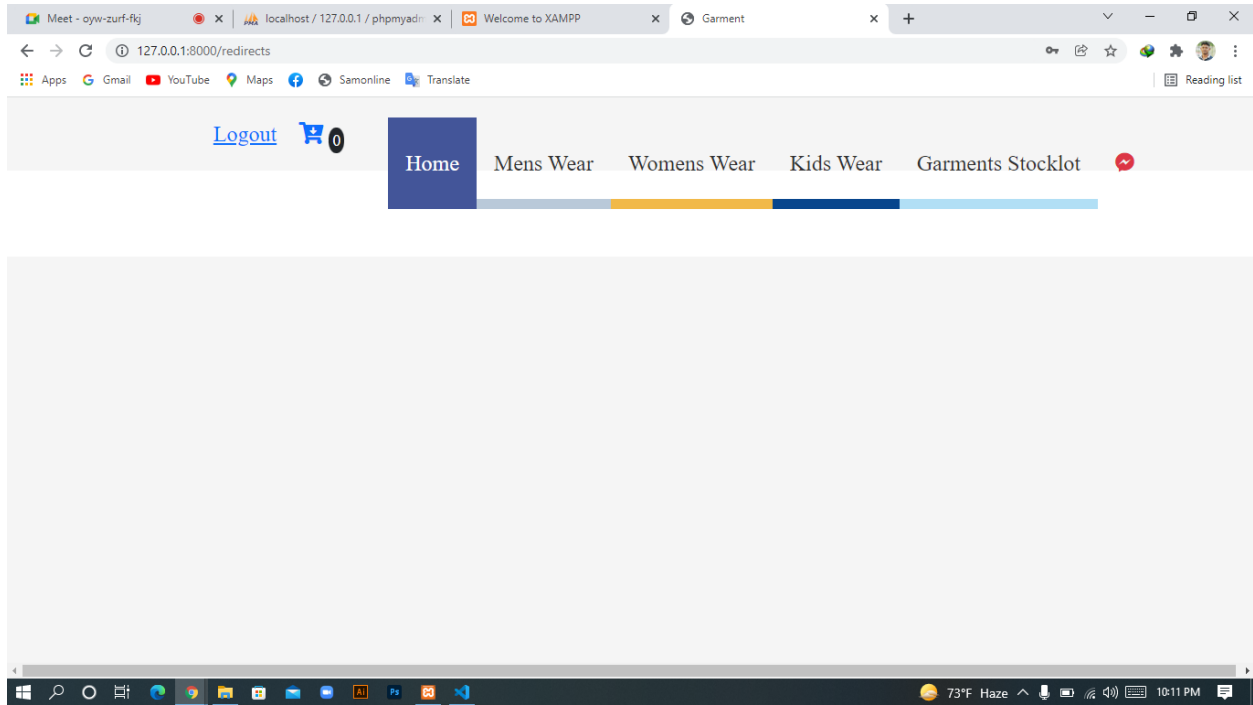 Meet - oyw-zurf-fkj localhost / 127.0.0.1 / phpmyadm Welcome to XAMPP Garment
127.0.0.1:8000/redirects
Apps Gmail YouTube Maps Samonline Translate Reading list
Logout 0
Home Mens Wear Womens Wear Kids Wear Garments Stocklot
Ai Ps 73°F Haze 10:11 PM